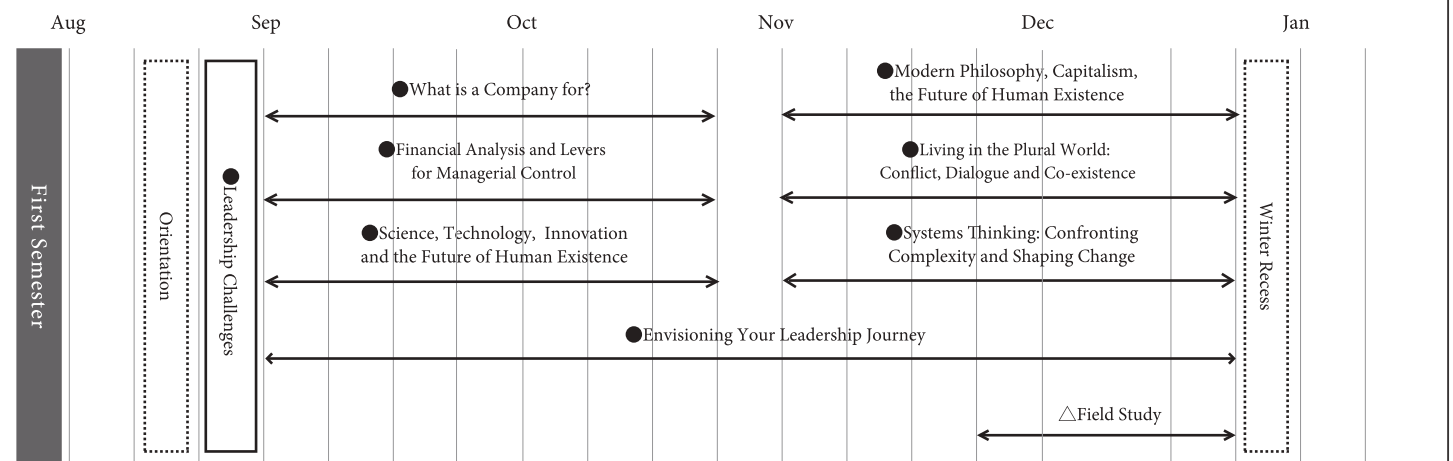 Aug Sep Oct Nov Dec Jan
First Semester
Orientation
●Leadership Challenges
●What is a Company for?
●Financial Analysis and Levers
for Managerial Control
●Science, Technology, Innovation
and the Future of Human Existence
●Modern Philosophy, Capitalism,
the Future of Human Existence
●Living in the Plural World:
Conflict, Dialogue and Co-existence
●Systems Thinking: Confronting
Complexity and Shaping Change
●Envisioning Your Leadership Journey
△Field Study
Winter Recess